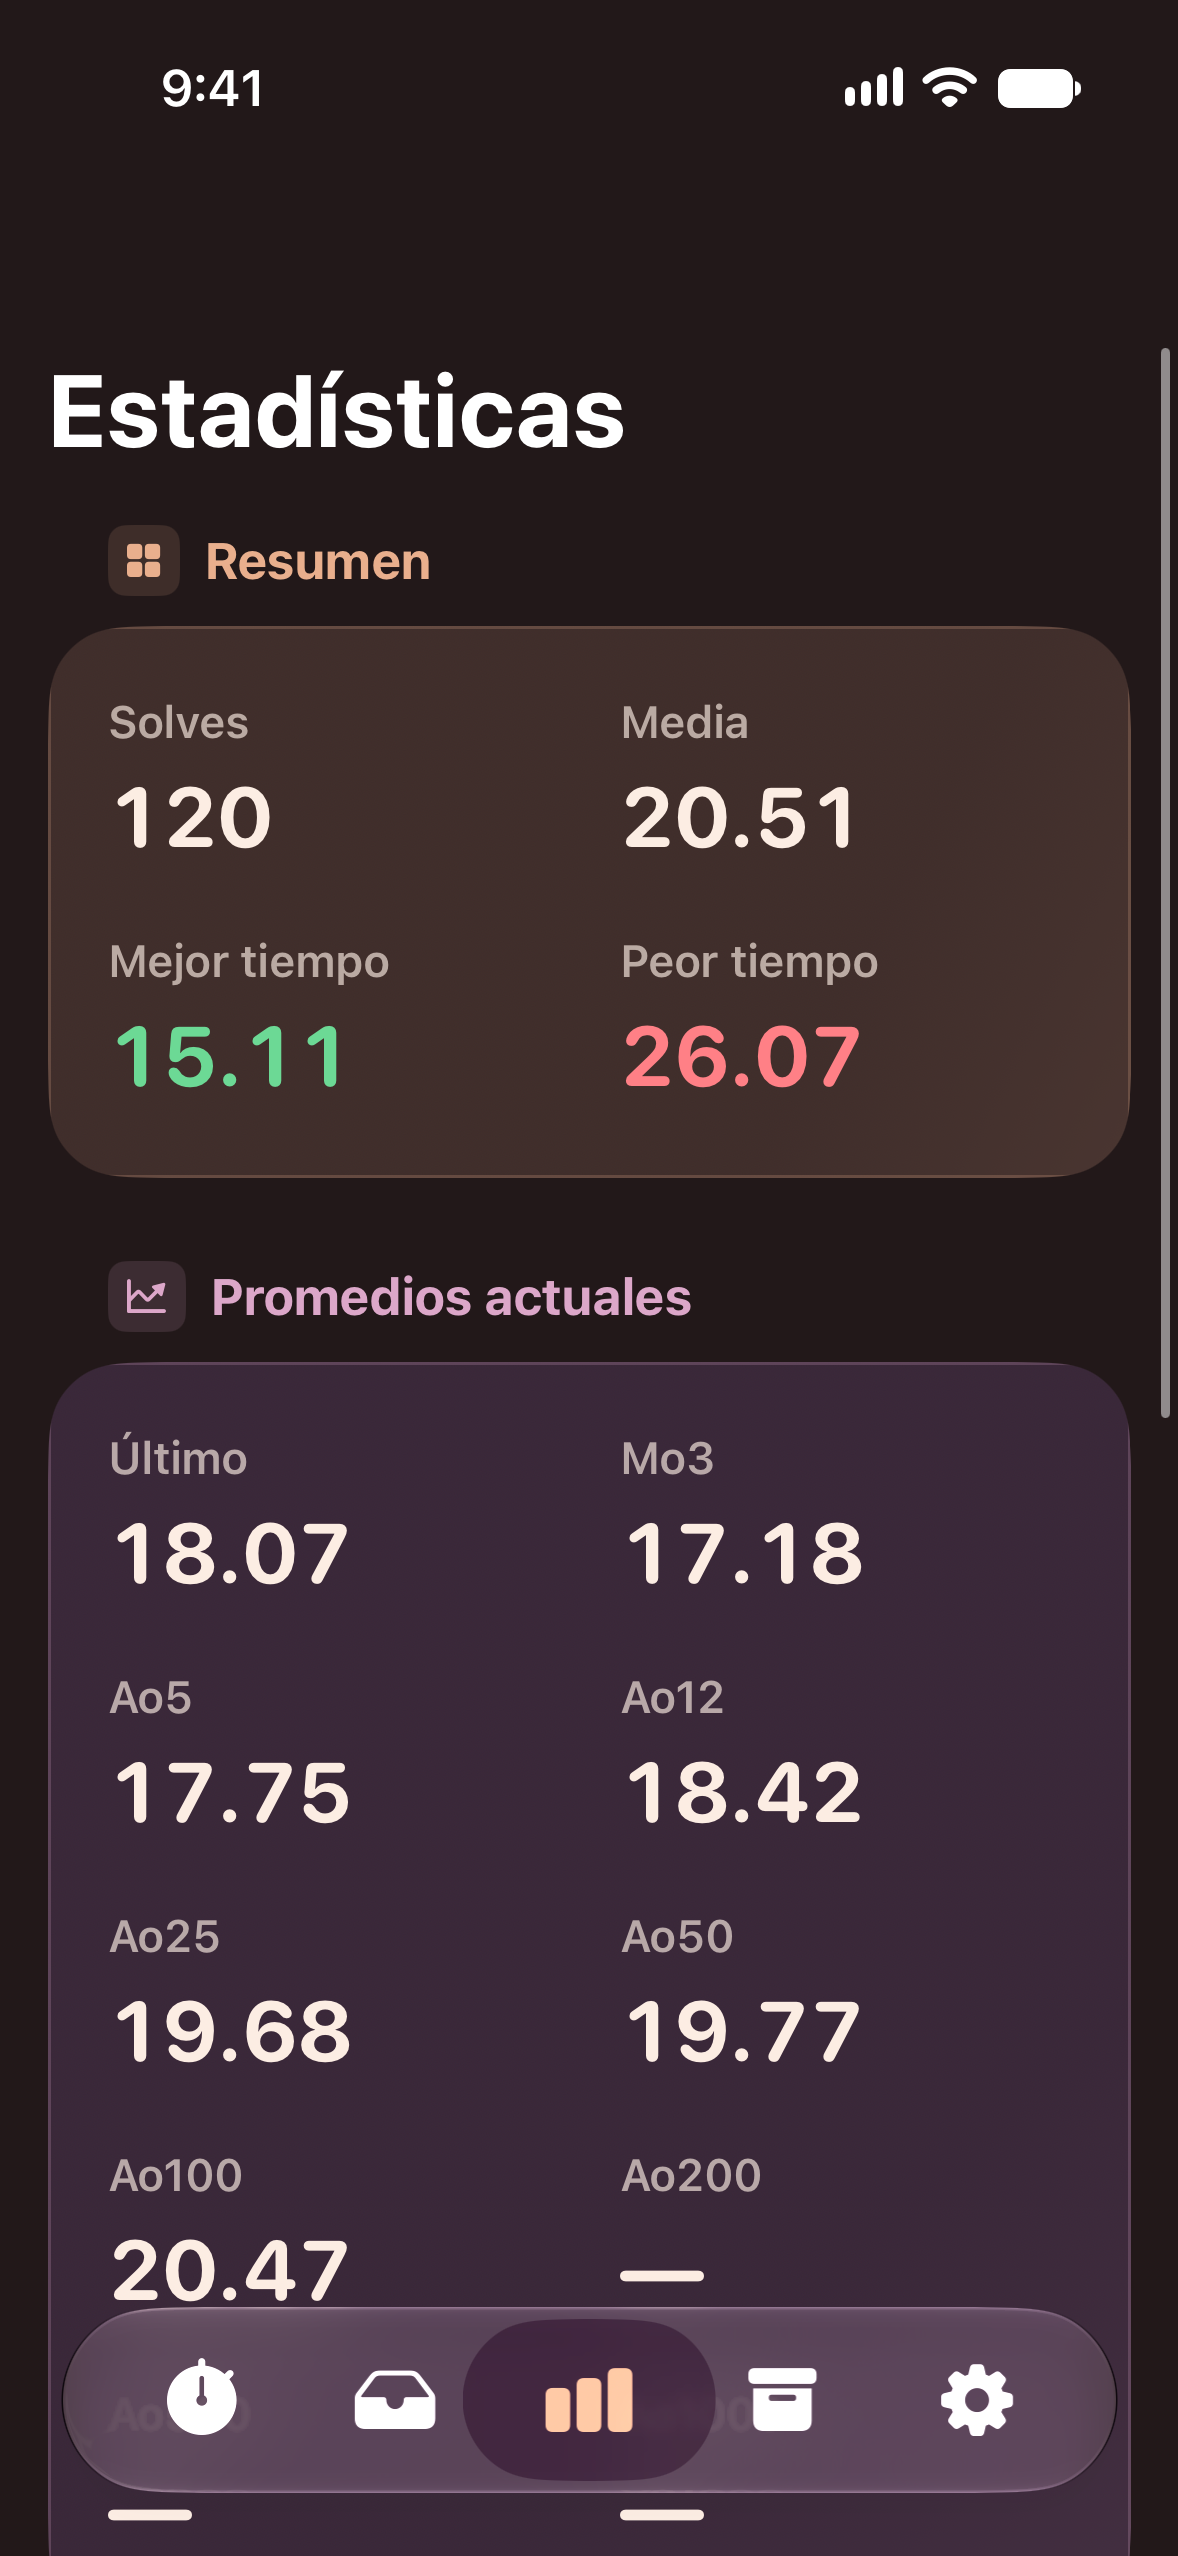 9:41
Estadísticas
Resumen
Solves
Media
120
20.51
Mejor tiempo
Peor tiempo
15.11
26.07
Promedios actuales
Último
Mo3
18.07
17.18
Ao5
Ao12
17.75
18.42
Ao25
Ao50
19.68
19.77
Ao100
Ao200
20.47
—
— —